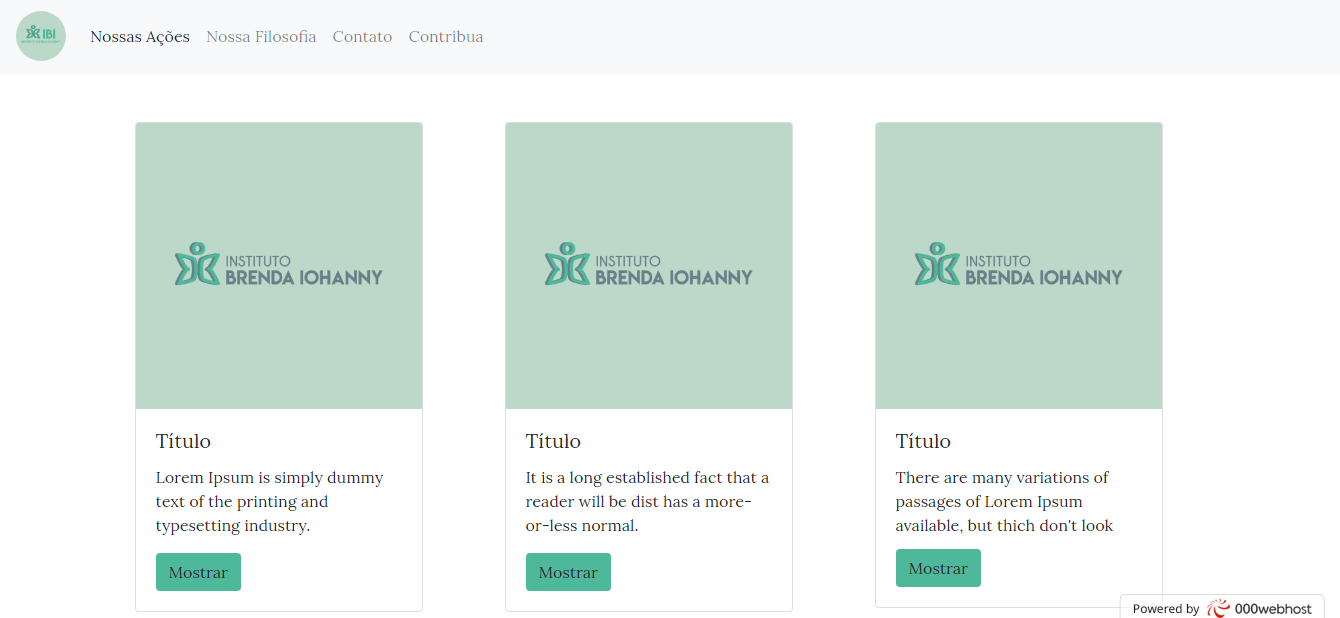 IBI
Nossas Ações Nossa Filosofia Contato Contribua
INSTITUTO
BRENDA IOHANNY
INSTITUTO
BRENDA IOHANNY
INSTITUTO
BRENDA IOHANNY
Título
Lorem Ipsum is simply dummy
text of the printing and
typesetting industry.
Mostrar
Título
It is a long established fact that a
reader will be dist has a more-
or-less normal.
Mostrar
Título
There are many variations of
passages of Lorem Ipsum
available, but thich don't look
Mostrar
Powered by 000webhost